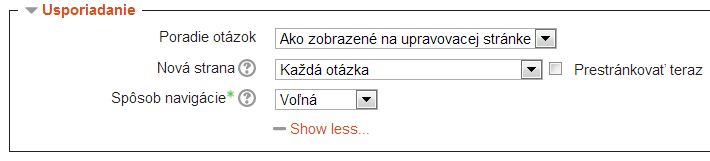 Usporiadanie
Poradie otázok Ako zobrazené na upravovacej stránke
Nová strana Každá otázka Prestránkovať teraz
Spôsob navigácie* Voľná
Show less...